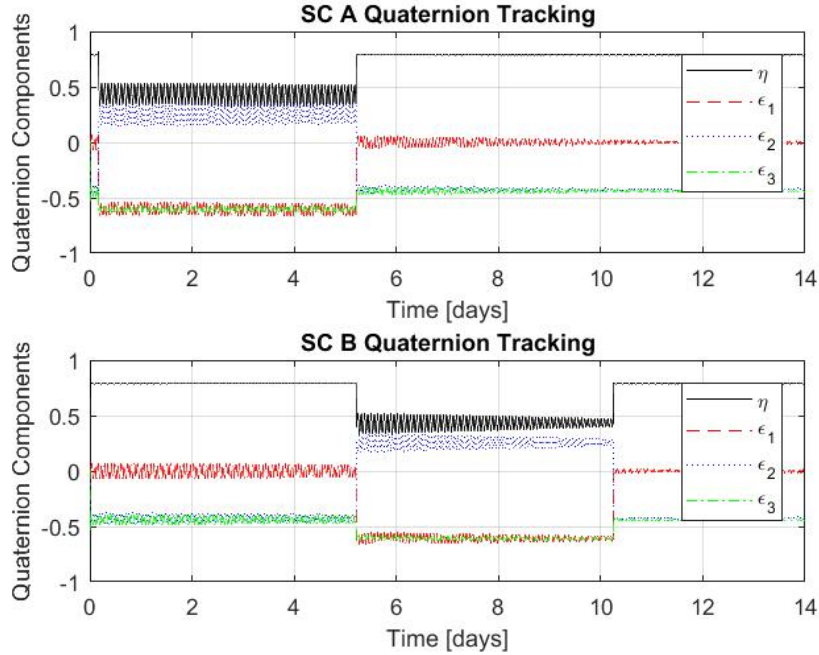 SC A Quaternion Tracking
Quaternion Components
1
0.5
0
-0.5
-1
η
ϵ1
ϵ2
ϵ3
0 2 4 6 8 10 12 14
Time [days]
SC B Quaternion Tracking
Quaternion Components
1
0.5
0
-0.5
-1
η
ϵ1
ϵ2
ϵ3
0 2 4 6 8 10 12 14
Time [days]